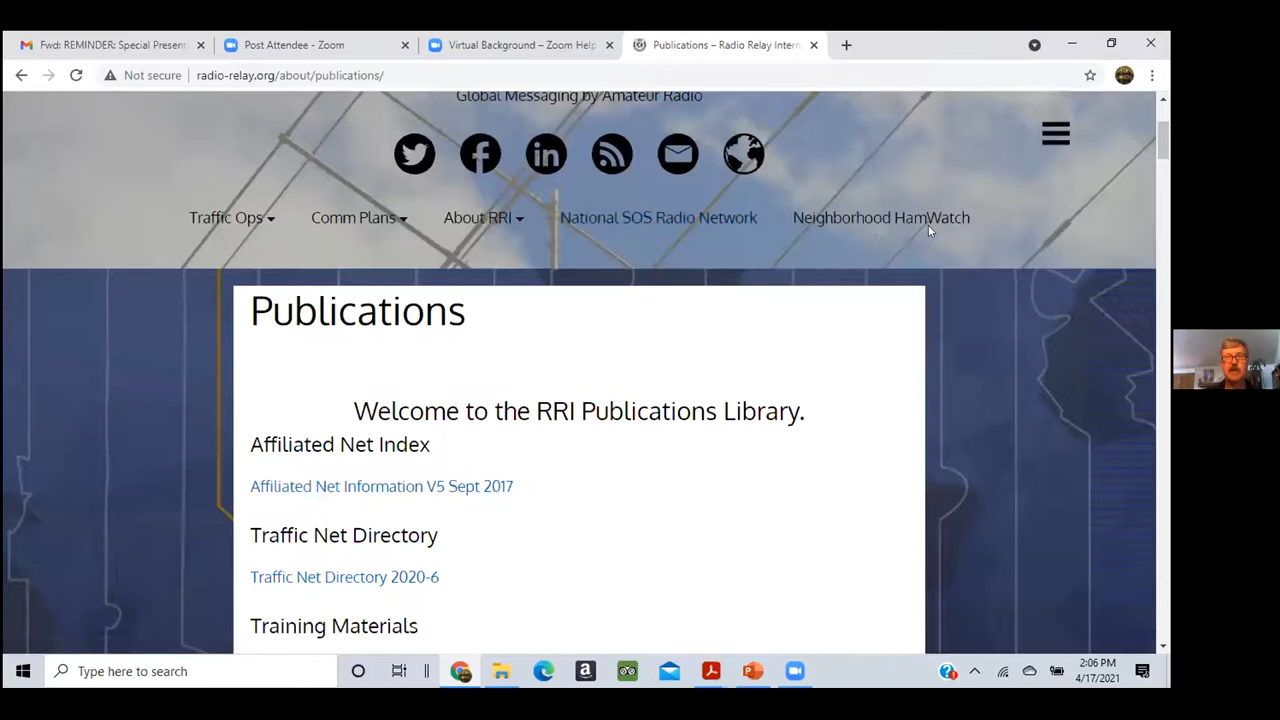 Fwd: REMINDER: Special Present
Post Attendee - Zoom
Virtual Background – Zoom Help
Publications – Radio Relay Intern
Not secure
radio-relay.org/about/publications/
Global Messaging by Amateur Radio
Traffic Ops
Comm Plans
About RRI
National SOS Radio Network
Neighborhood HamWatch
Publications
Welcome to the RRI Publications Library.
Affiliated Net Index
Affiliated Net Information V5 Sept 2017
Traffic Net Directory
Traffic Net Directory 2020-6
Training Materials
Type here to search
2:06 PM
4/17/2021